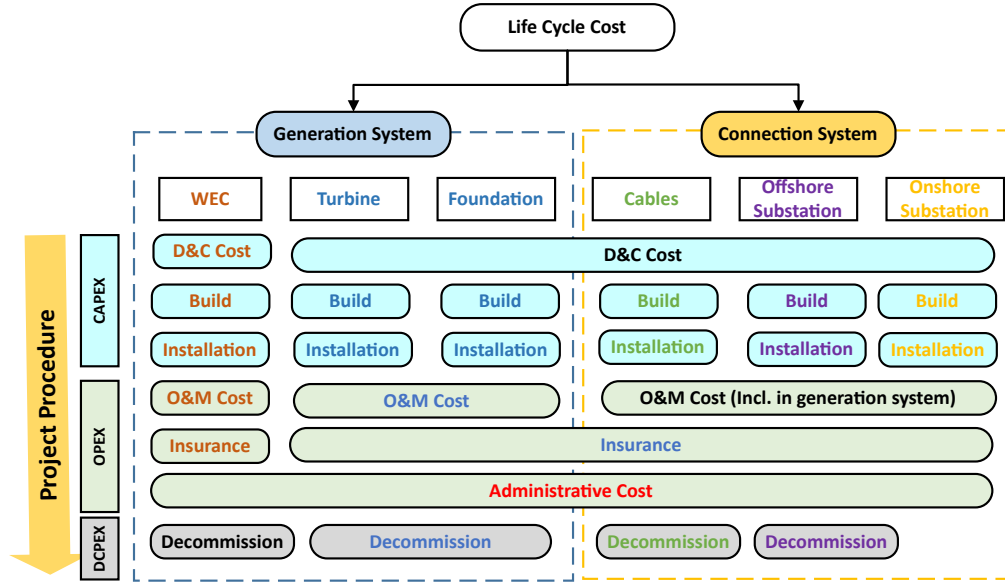 Life Cycle Cost
Generation System
Connection System
WEC
Turbine
Foundation
Cables
Offshore
Substation
Onshore
Substation
Project Procedure
CAPEX
D&C Cost
D&C Cost
Build
Build
Build
Build
Build
Build
Installation
Installation
Installation
Installation
Installation
Installation
OPEX
O&M Cost
O&M Cost
O&M Cost (Incl. in generation system)
Insurance
Insurance
Administrative Cost
DCPEX
Decommission
Decommission
Decommission
Decommission